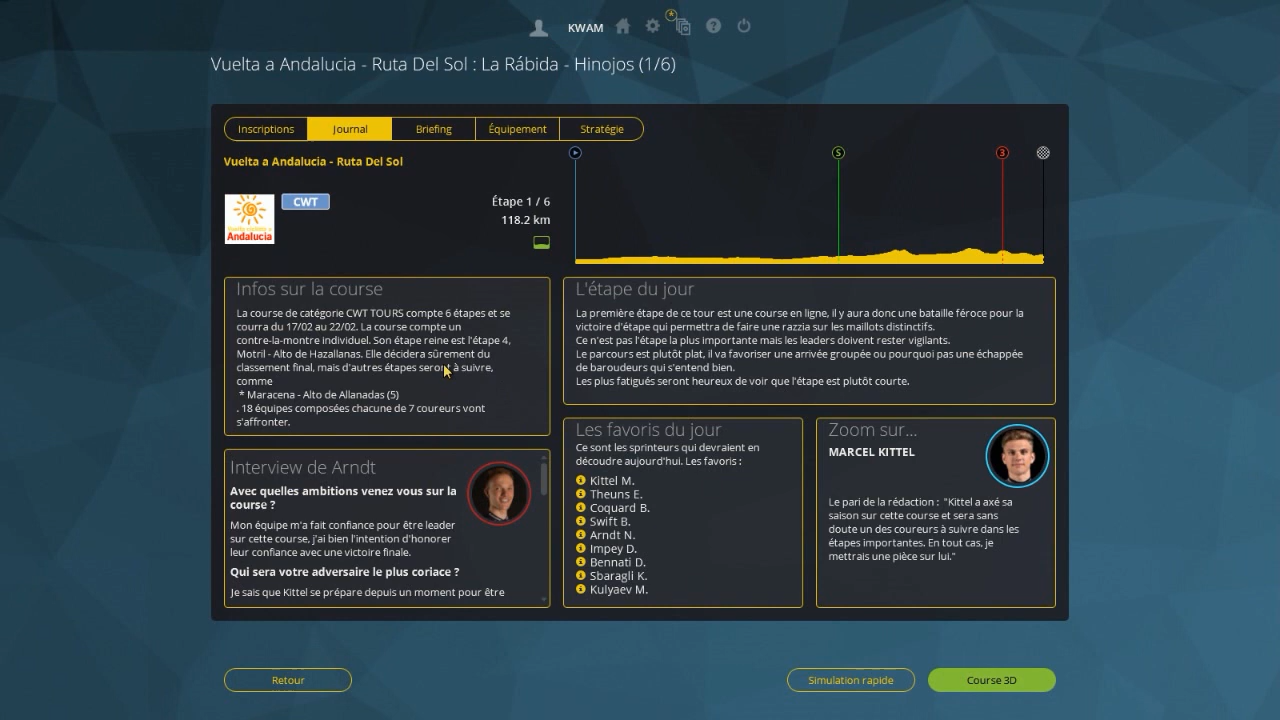 KWAM
?
Vuelta a Andalucia - Ruta Del Sol : La Rábida - Hinojos (1/6)
Inscriptions
Journal
Briefing
Équipement
Stratégie
Vuelta a Andalucia - Ruta Del Sol
Andalucia
CWT
Étape 1 / 6
118.2 km
S
3
Infos sur la course
La course de catégorie CWT TOURS compte 6 étapes et se
courra du 17/02 au 22/02. La course compte un
contre-la-montre individuel. Son étape reine est l'étape 4,
Motril - Alto de Hazallanas. Elle décidera sûrement du
classement final, mais d'autres étapes seront à suivre,
comme
* Maracena - Alto de Allanadas (5)
. 18 équipes composées chacune de 7 coureurs vont
s'affronter.
L'étape du jour
La première étape de ce tour est une course en ligne, il y aura donc une bataille féroce pour la
victoire d'étape qui permettra de faire une razzia sur les maillots distinctifs.
Ce n'est pas l'étape la plus importante mais les leaders doivent rester vigilants.
Le parcours est plutôt plat, il va favoriser une arrivée groupée ou pourquoi pas une échappée
de baroudeurs qui s'entend bien.
Les plus fatigués seront heureux de voir que l'étape est plutôt courte.
Interview de Arndt
Avec quelles ambitions venez vous sur la
course ?
Mon équipe m'a fait confiance pour être leader
sur cette course, j'ai bien l'intention d'honorer
leur confiance avec une victoire finale.
Qui sera votre adversaire le plus coriace ?
Je sais que Kittel se prépare depuis un moment pour être
Les favoris du jour
Ce sont les sprinteurs qui devraient en
découdre aujourd'hui. Les favoris :
Kittel M.
Theuns E.
Coquard B.
Swift B.
Arndt N.
Impey D.
Bennati D.
Sbaragli K.
Kulyaev M.
Zoom sur...
MARCEL KITTEL
Le pari de la rédaction : "Kittel a axé sa
saison sur cette course et sera sans
doute un des coureurs à suivre dans les
étapes importantes. En tout cas, je
mettrais une pièce sur lui."
Retour
Simulation rapide
Course 3D